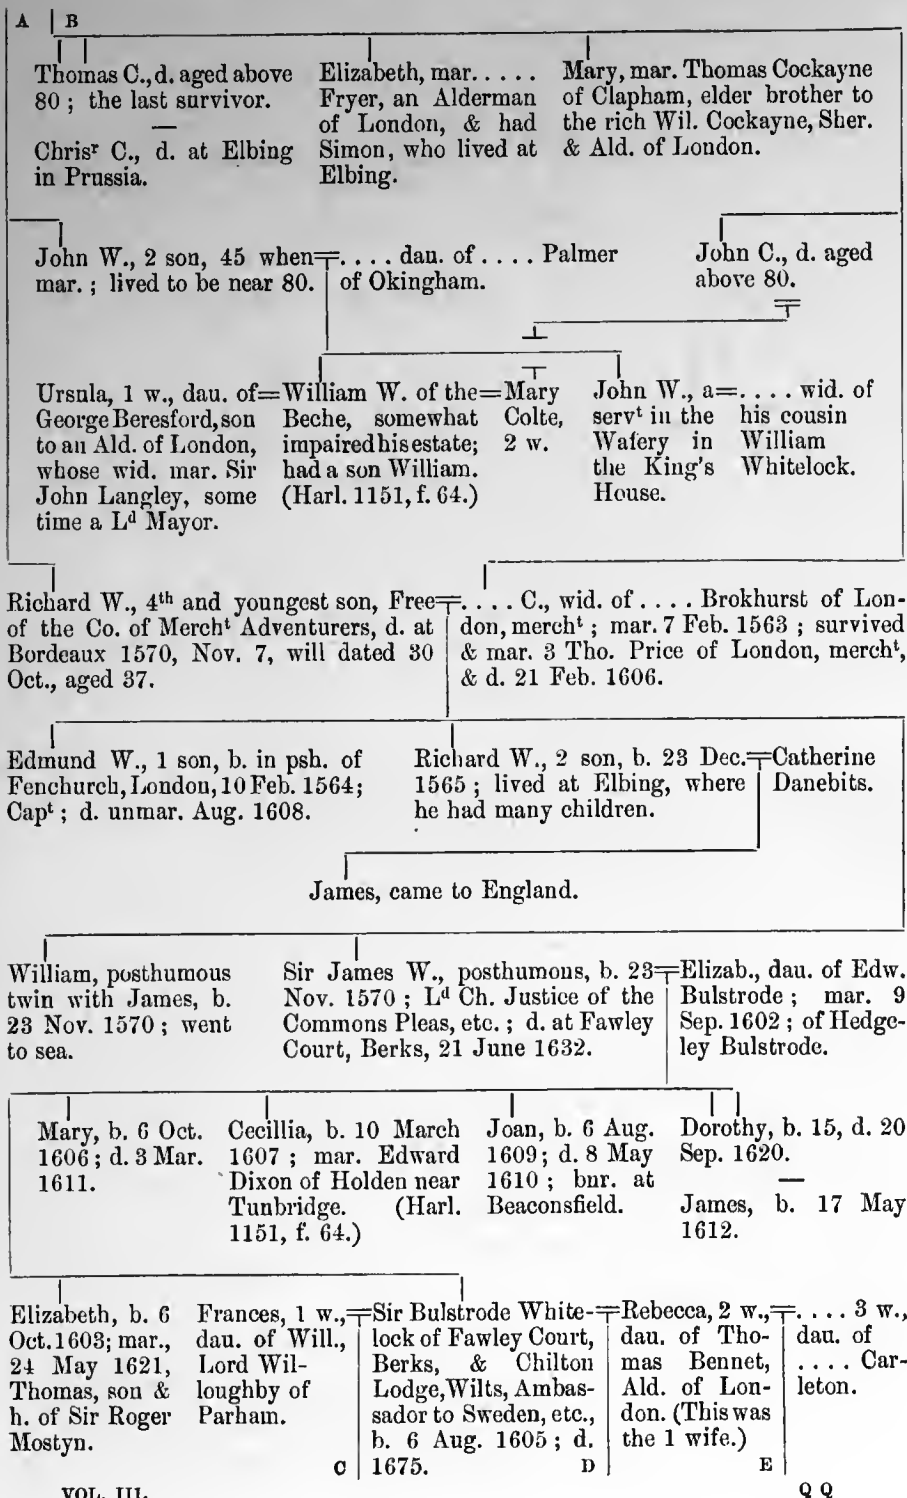 A B
Thomas C., d. aged above
80 ; the last survivor.
Chrisʳ C., d. at Elbing
in Prussia.
Elizabeth, mar. . . . .
Fryer, an Alderman
of London, & had
Simon, who lived at
Elbing.
Mary, mar. Thomas Cockayne
of Clapham, elder brother to
the rich Wil. Cockayne, Sher.
& Ald. of London.
John W., 2 son, 45 when
mar. ; lived to be near 80.
. . . . dau. of . . . . Palmer
of Okingham.
John C., d. aged
above 80.
Ursula, 1 w., dau. of
George Beresford, son
to an Ald. of London,
whose wid. mar. Sir
John Langley, some
time a Lᵈ Mayor.
William W. of the
Beche, somewhat
impaired his estate;
had a son William.
(Harl. 1151, f. 64.)
Mary
Colte,
2 w.
John W., a
servᵗ in the
Wafery in
the King's
House.
. . . . wid. of
his cousin
William
Whitelock.
Richard W., 4ᵗʰ and youngest son, Free
of the Co. of Merchᵗ Adventurers, d. at
Bordeaux 1570, Nov. 7, will dated 30
Oct., aged 37.
. . . . C., wid. of . . . . Brokhurst of Lon-
don, merchᵗ ; mar. 7 Feb. 1563 ; survived
& mar. 3 Tho. Price of London, merchᵗ,
& d. 21 Feb. 1606.
Edmund W., 1 son, b. in psh. of
Fenchurch, London, 10 Feb. 1564;
Capᵗ ; d. unmar. Aug. 1608.
Richard W., 2 son, b. 23 Dec.
1565 ; lived at Elbing, where
he had many children.
Catherine
Danebits.
James, came to England.
William, posthumous
twin with James, b.
23 Nov. 1570 ; went
to sea.
Sir James W., posthumous, b. 23
Nov. 1570 ; Lᵈ Ch. Justice of the
Commons Pleas, etc. ; d. at Fawley
Court, Berks, 21 June 1632.
Elizab., dau. of Edw.
Bulstrode ; mar. 9
Sep. 1602 ; of Hedge-
ley Bulstrode.
Mary, b. 6 Oct.
1606 ; d. 3 Mar.
1611.
Cecillia, b. 10 March
1607 ; mar. Edward
Dixon of Holden near
Tunbridge. (Harl.
1151, f. 64.)
Joan, b. 6 Aug.
1609; d. 8 May
1610 ; bur. at
Beaconsfield.
Dorothy, b. 15, d. 20
Sep. 1620.
James, b. 17 May
1612.
Elizabeth, b. 6
Oct. 1603; mar.,
24 May 1621,
Thomas, son &
h. of Sir Roger
Mostyn.
Frances, 1 w.,
dau. of Will.,
Lord Wil-
loughby of
Parham.
C
Sir Bulstrode White-
lock of Fawley Court,
Berks, & Chilton
Lodge, Wilts, Ambas-
sador to Sweden, etc.,
b. 6 Aug. 1605 ; d.
1675. D
Rebecca, 2 w.,
dau. of Tho-
mas Bennet,
Ald. of Lon-
don. (This was
the 1 wife.)
E
. . . . 3 w.,
dau. of
. . . . Car-
leton.
VOL. III. Q Q